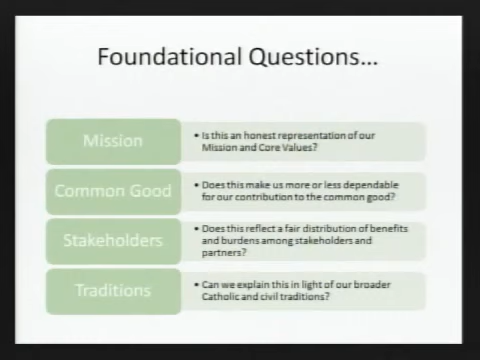 Foundational Questions...
Mission
• Is this an honest representation of our
Mission and Core Values?
Common Good
• Does this make us more or less dependable
for our contribution to the common good?
Stakeholders
• Does this reflect a fair distribution of benefits
and burdens among stakeholders and
partners?
Traditions
• Can we explain this in light of our broader
Catholic and civil traditions?